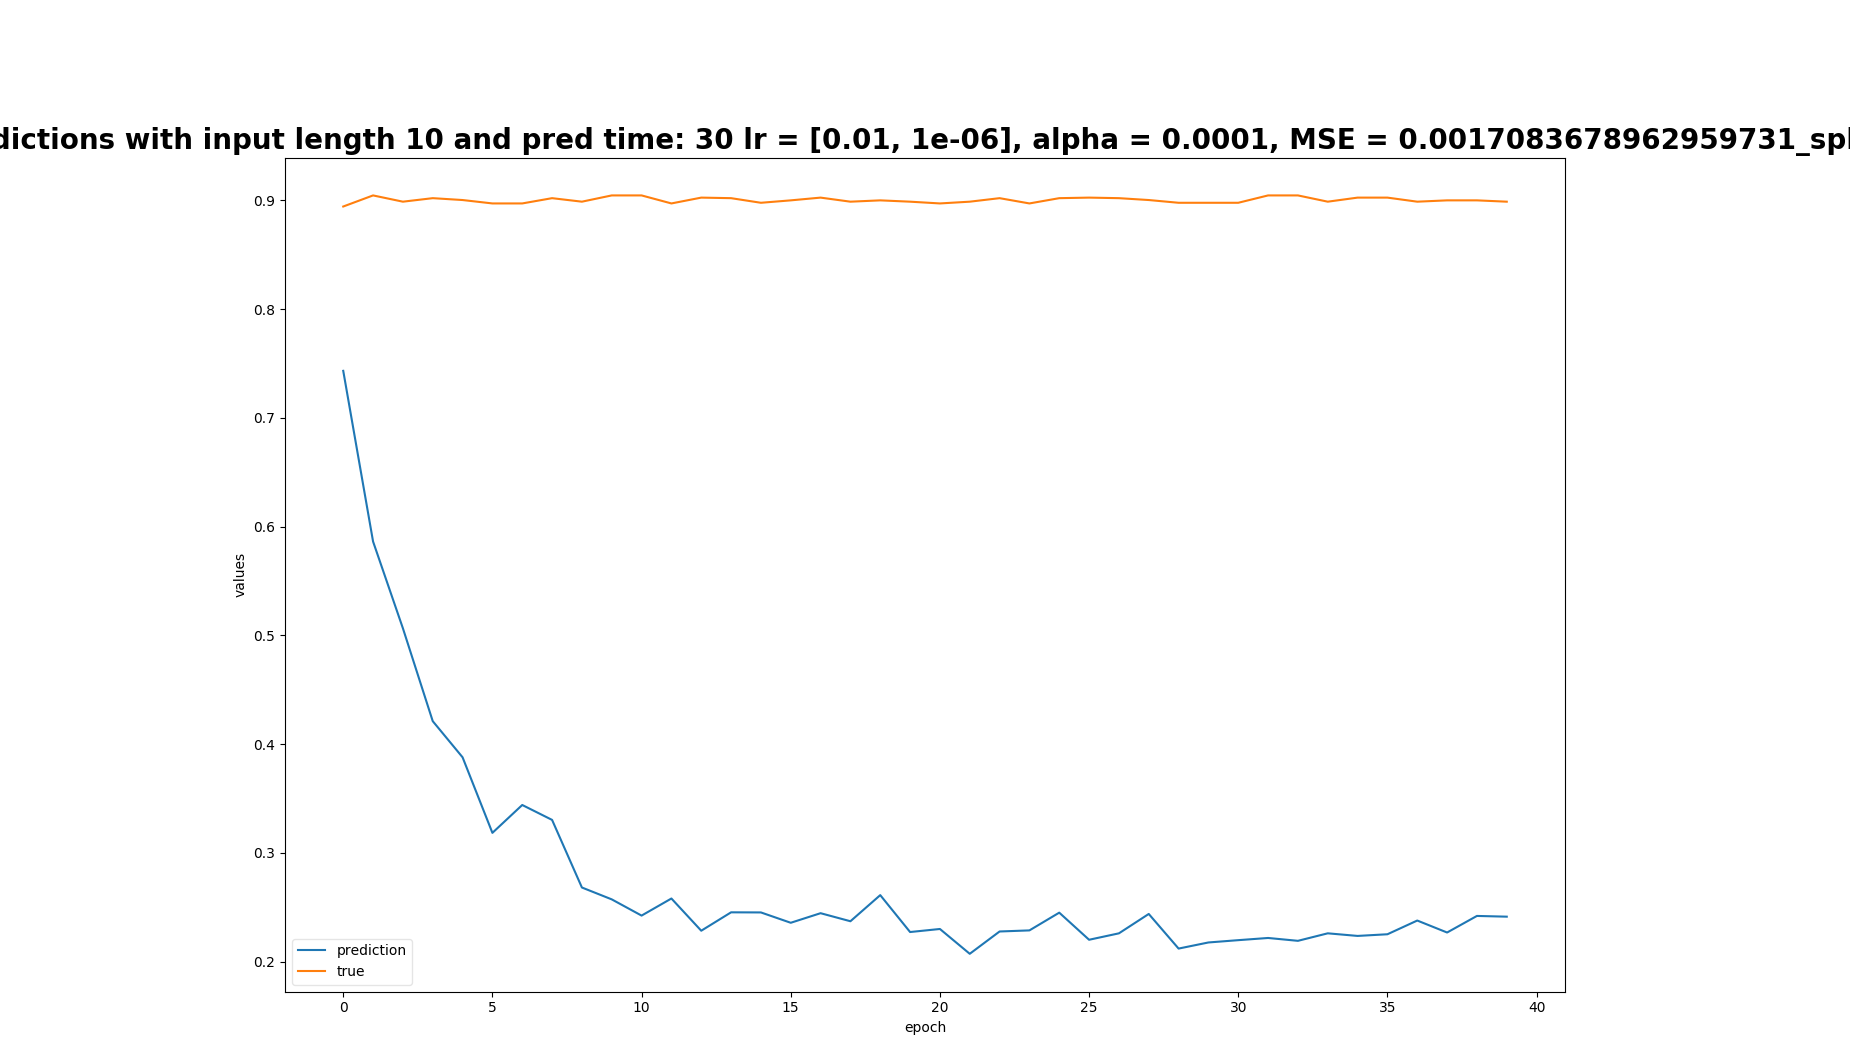 dictions with input length 10 and pred time: 30 lr = [0.01, 1e-06], alpha = 0.0001, MSE = 0.0017083678962959731_spl
0.9
0.8
0.7
0.6
0.5
0.4
0.3
0.2
values
prediction
true
0 5 10 15 20 25 30 35 40
epoch